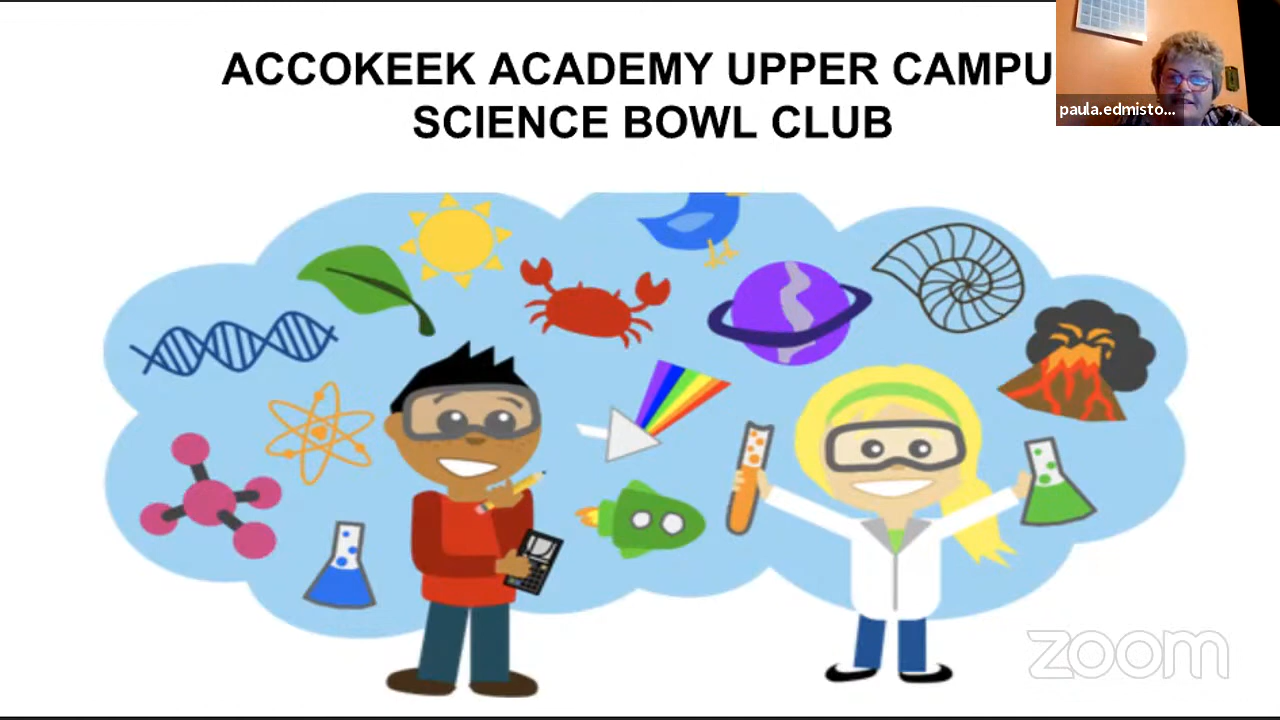 ACCOKEEK ACADEMY UPPER CAMPU
SCIENCE BOWL CLUB
paula.edmisto...
zoom